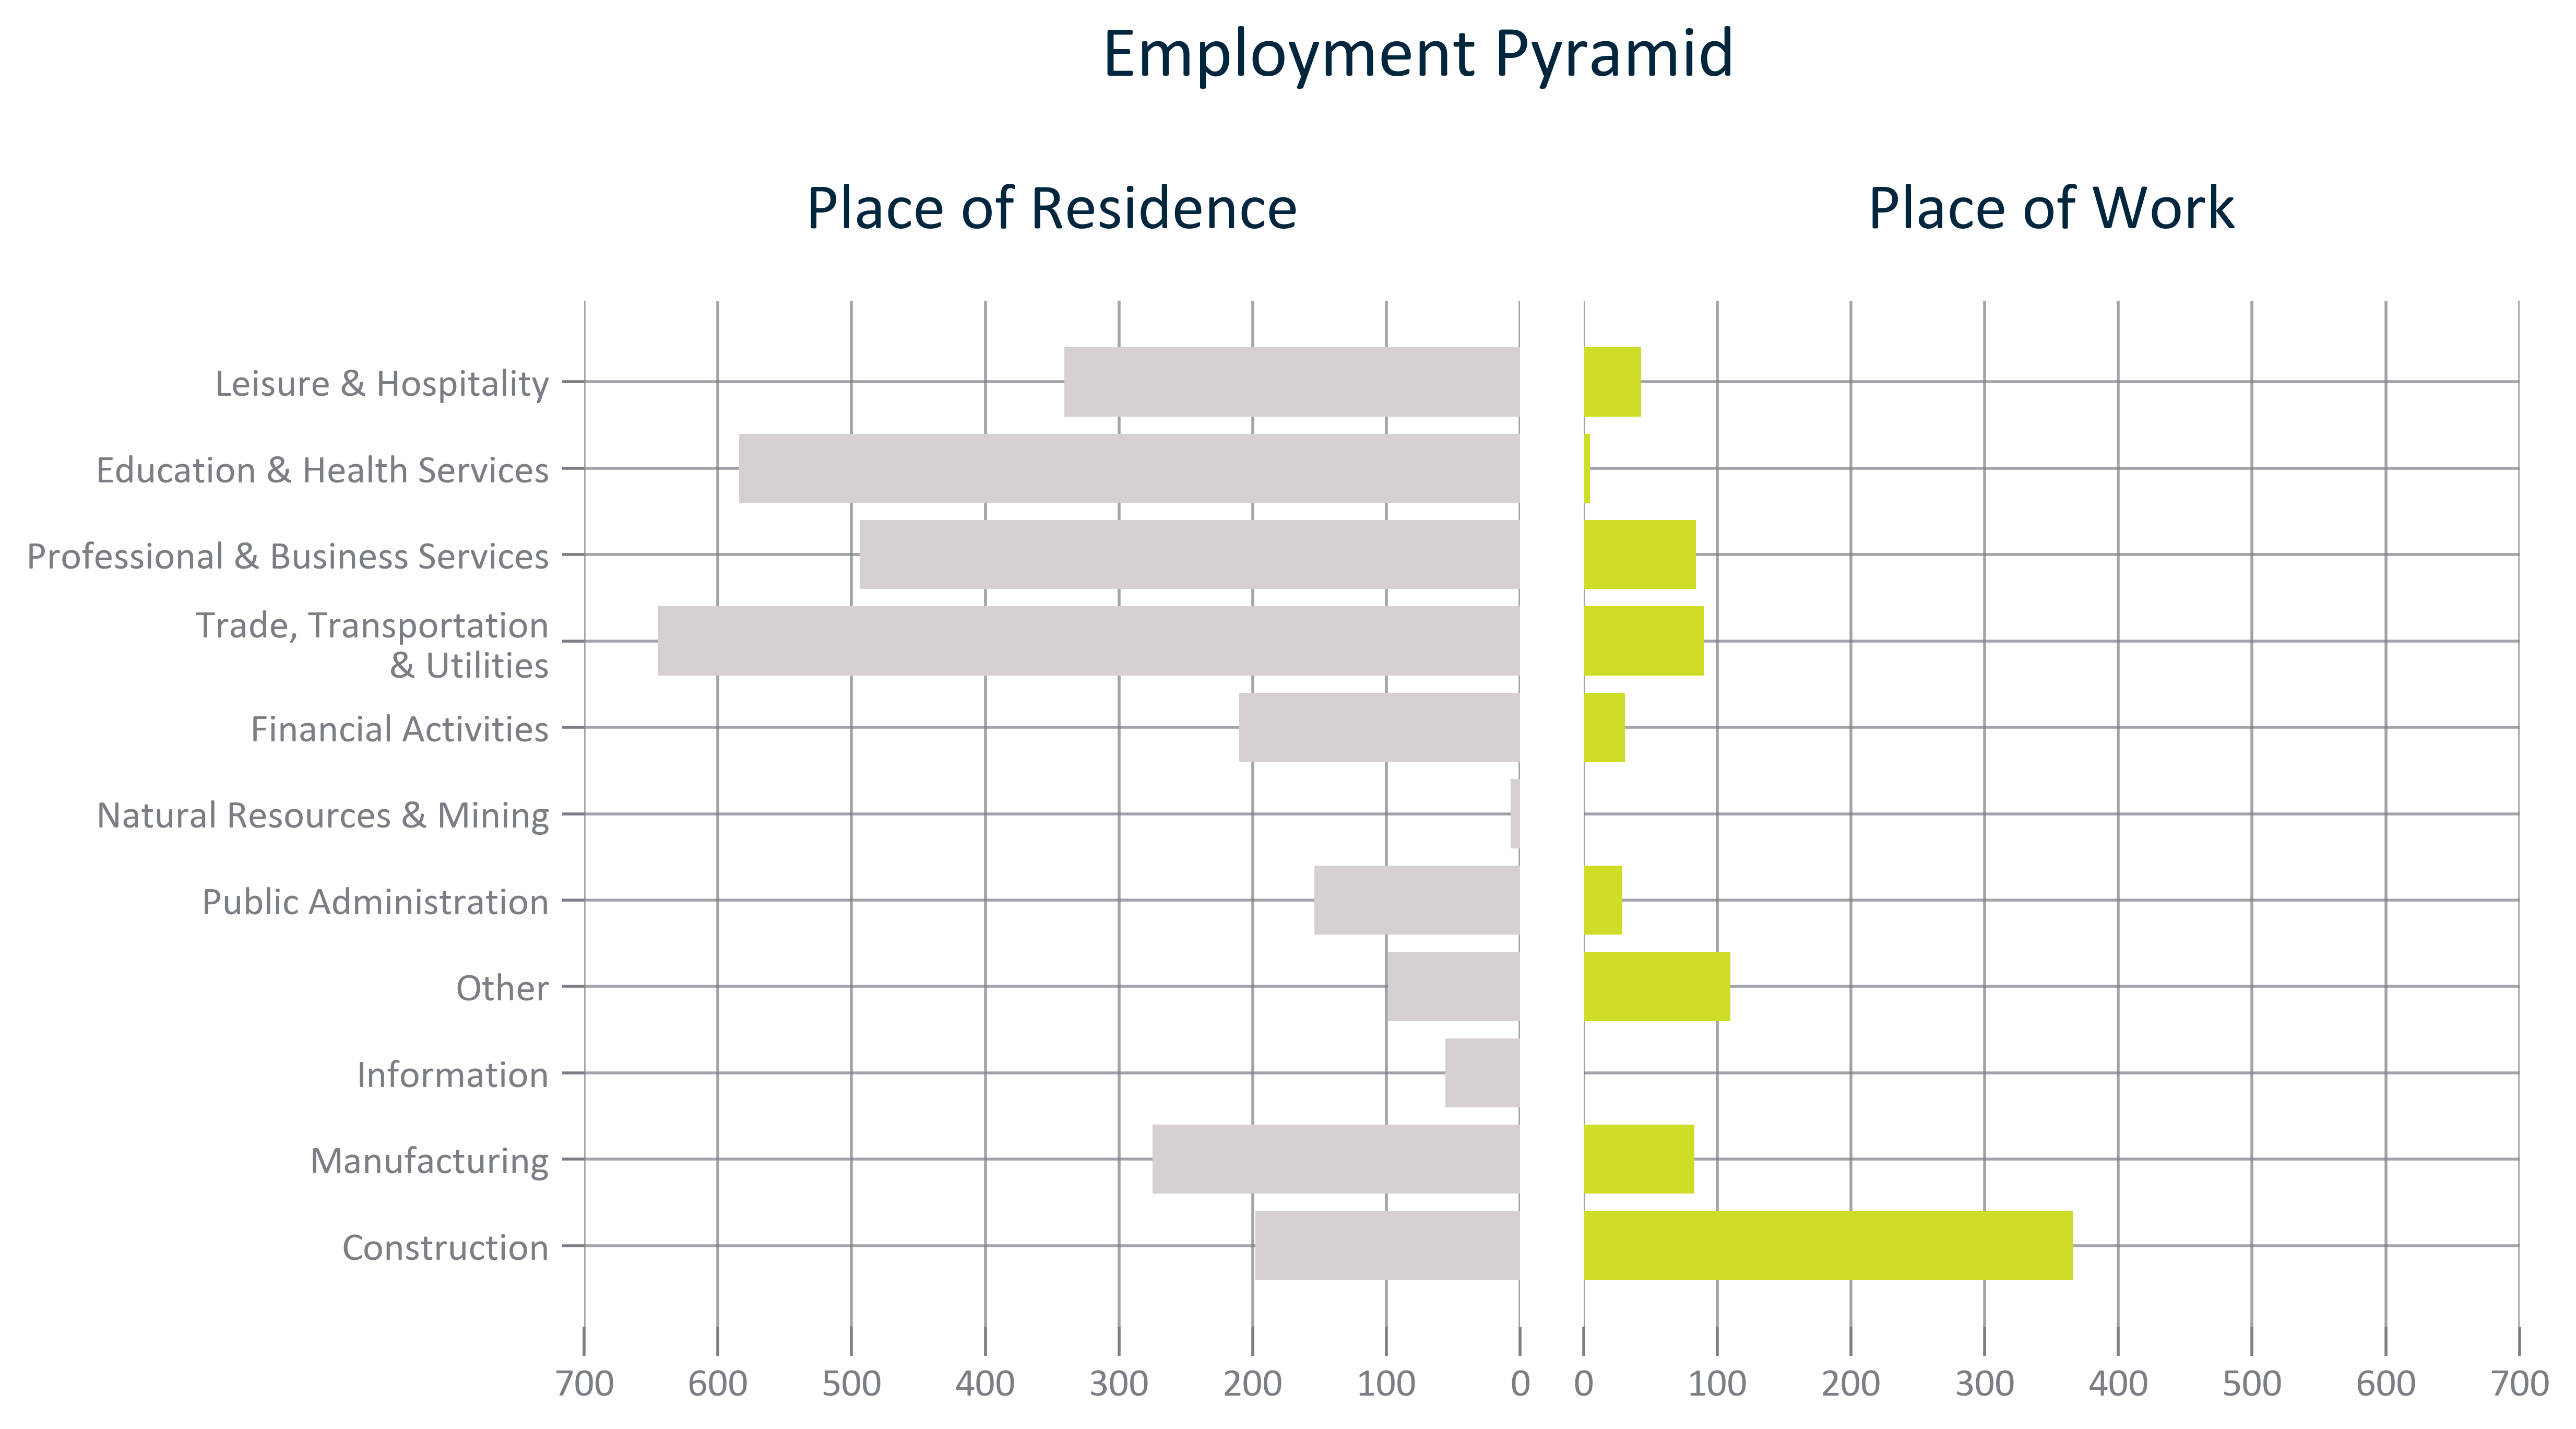 Employment Pyramid
Place of Residence
Place of Work
Leisure & Hospitality
Education & Health Services
Professional & Business Services
Trade, Transportation
& Utilities
Financial Activities
Natural Resources & Mining
Public Administration
Other
Information
Manufacturing
Construction
700 600 500 400 300 200 100 0
0 100 200 300 400 500 600 700